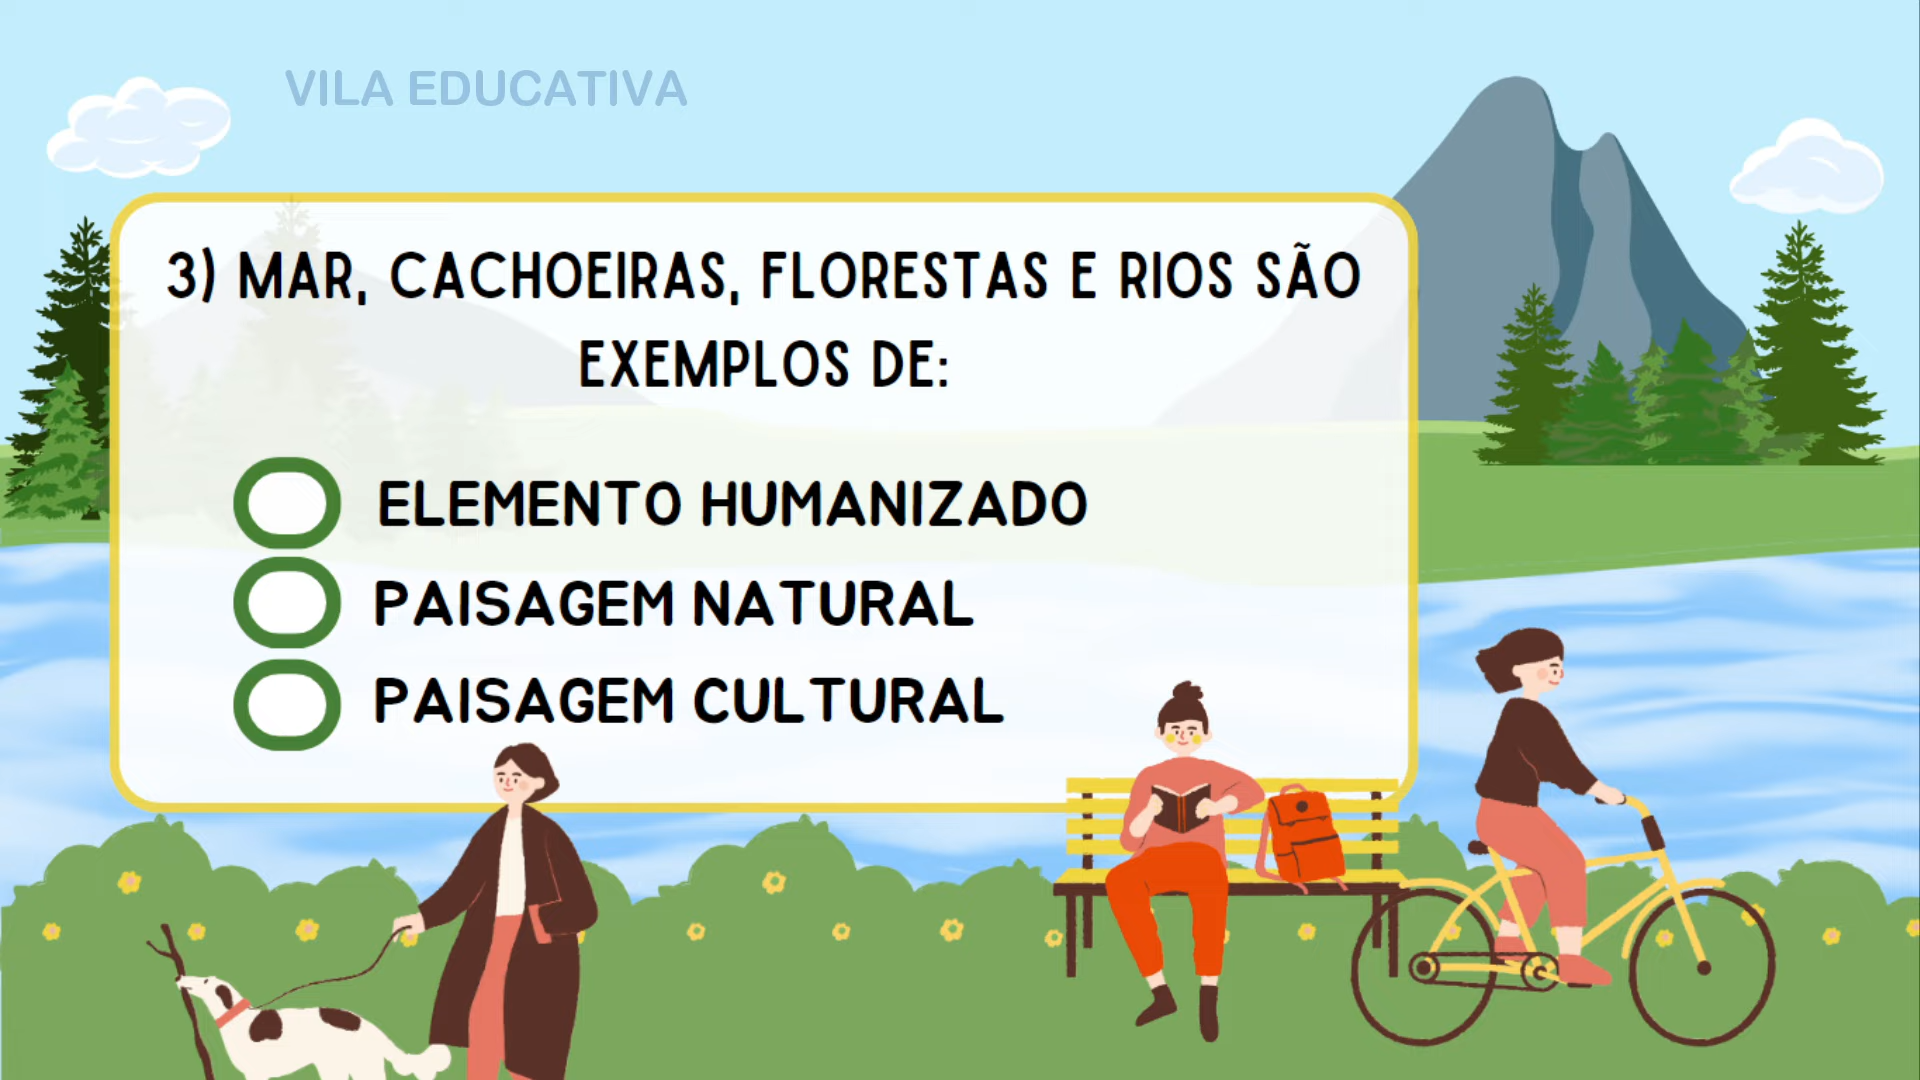 VILA EDUCATIVA
3) MAR, CACHOEIRAS, FLORESTAS E RIOS SÃO
EXEMPLOS DE:
ELEMENTO HUMANIZADO
PAISAGEM NATURAL
PAISAGEM CULTURAL